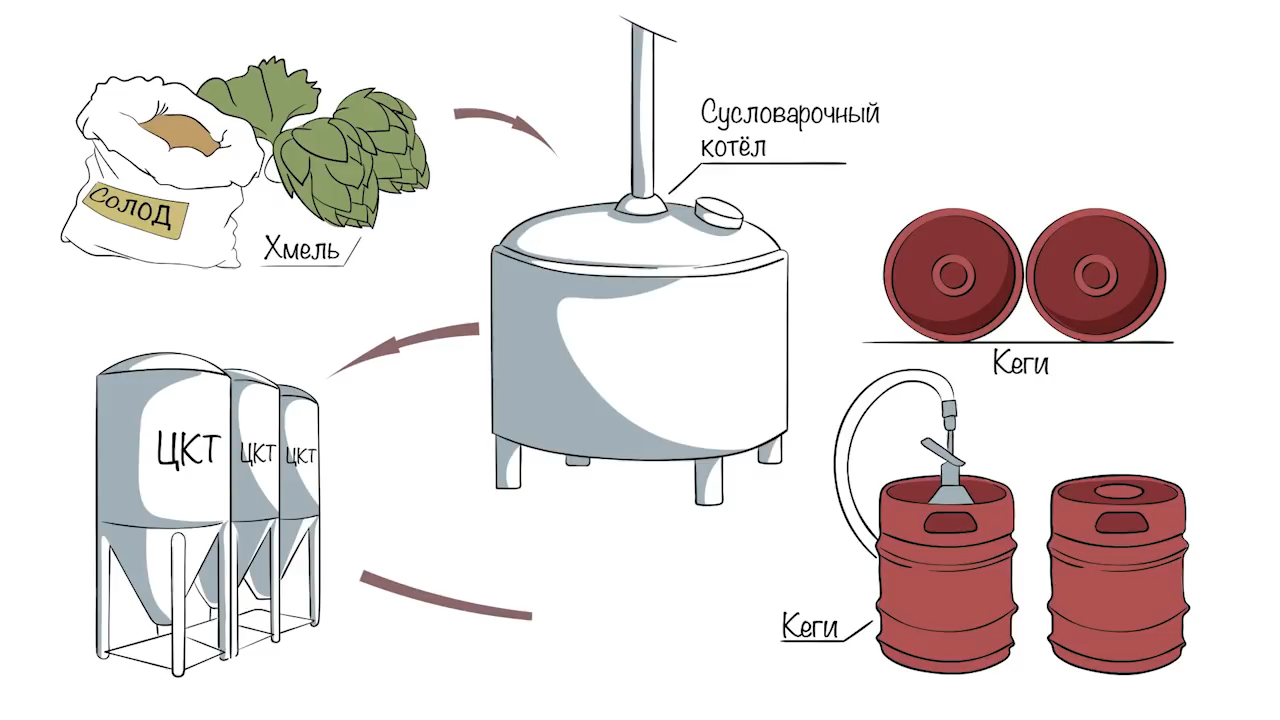 Солод
Хмель
Сусловарочный
котёл
Кеги
ЦКТ
ЦКТ
ЦКТ
Кеги